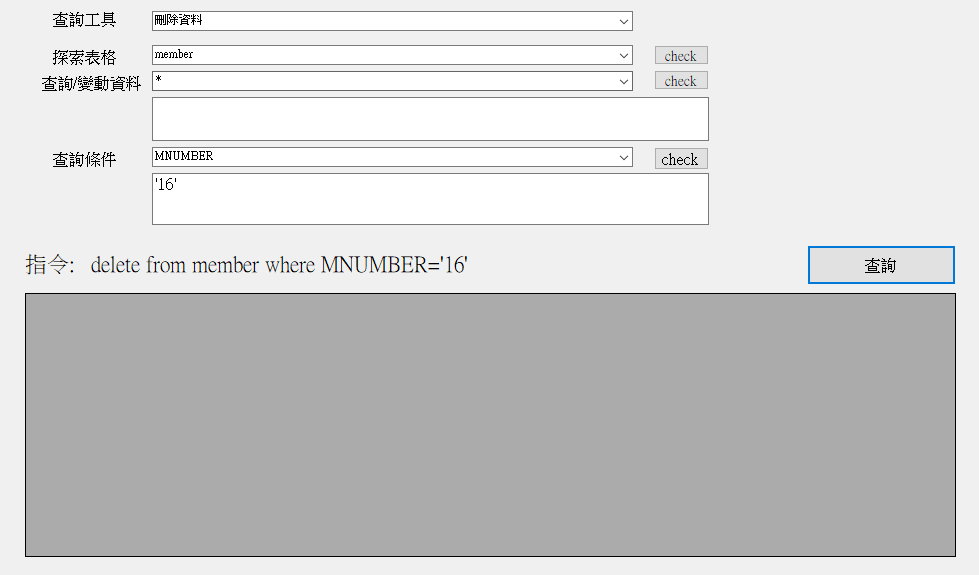 查詢工具 刪除資料
探索表格 member check
查詢/變動資料 * check
查詢條件 MNUMBER check
'16'
指令: delete from member where MNUMBER='16' 查詢